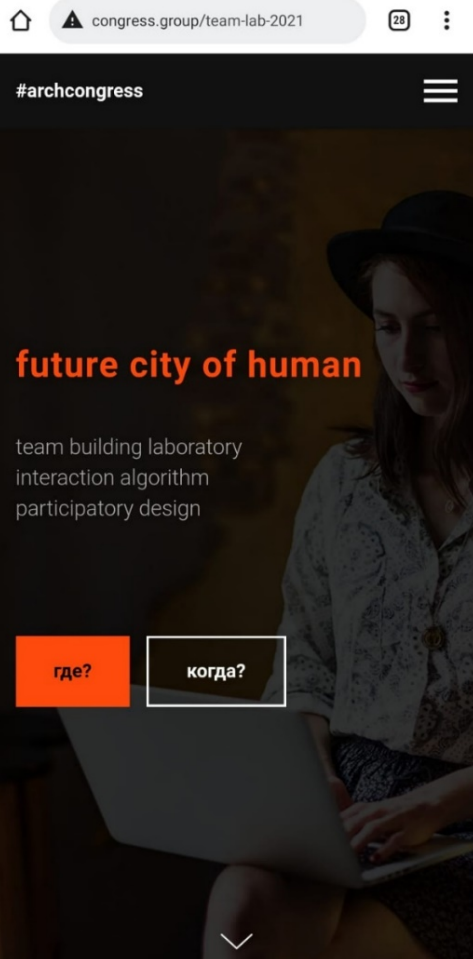 congress.group/team-lab-2021
28
#archcongress
future city of human
team building laboratory
interaction algorithm
participatory design
где?
когда?